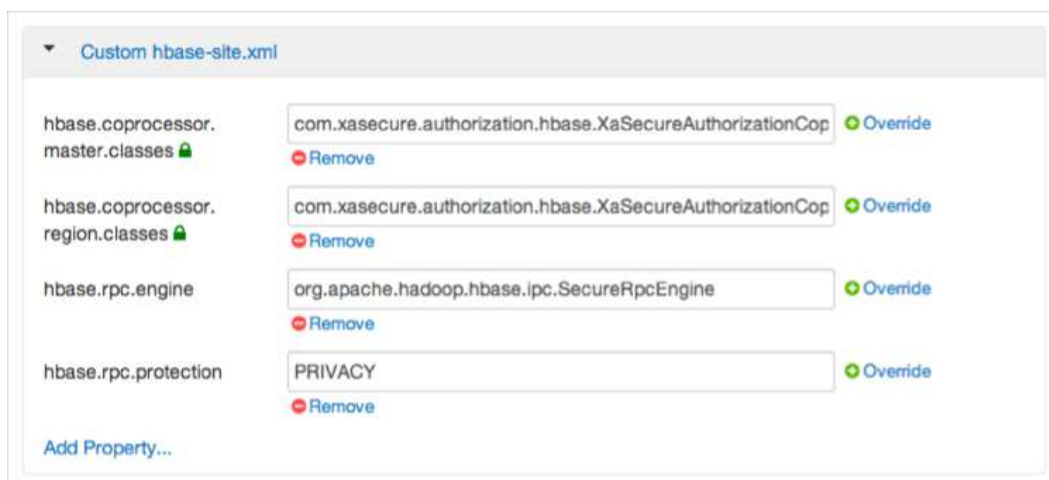 Custom hbase-site.xml
hbase.coprocessor. com.xasecure.authorization.hbase.XaSecureAuthorizationCop Override
master.classes Remove
hbase.coprocessor. com.xasecure.authorization.hbase.XaSecureAuthorizationCop Override
region.classes Remove
hbase.rpc.engine org.apache.hadoop.hbase.ipc.SecureRpcEngine Override
Remove
hbase.rpc.protection PRIVACY Override
Remove
Add Property...